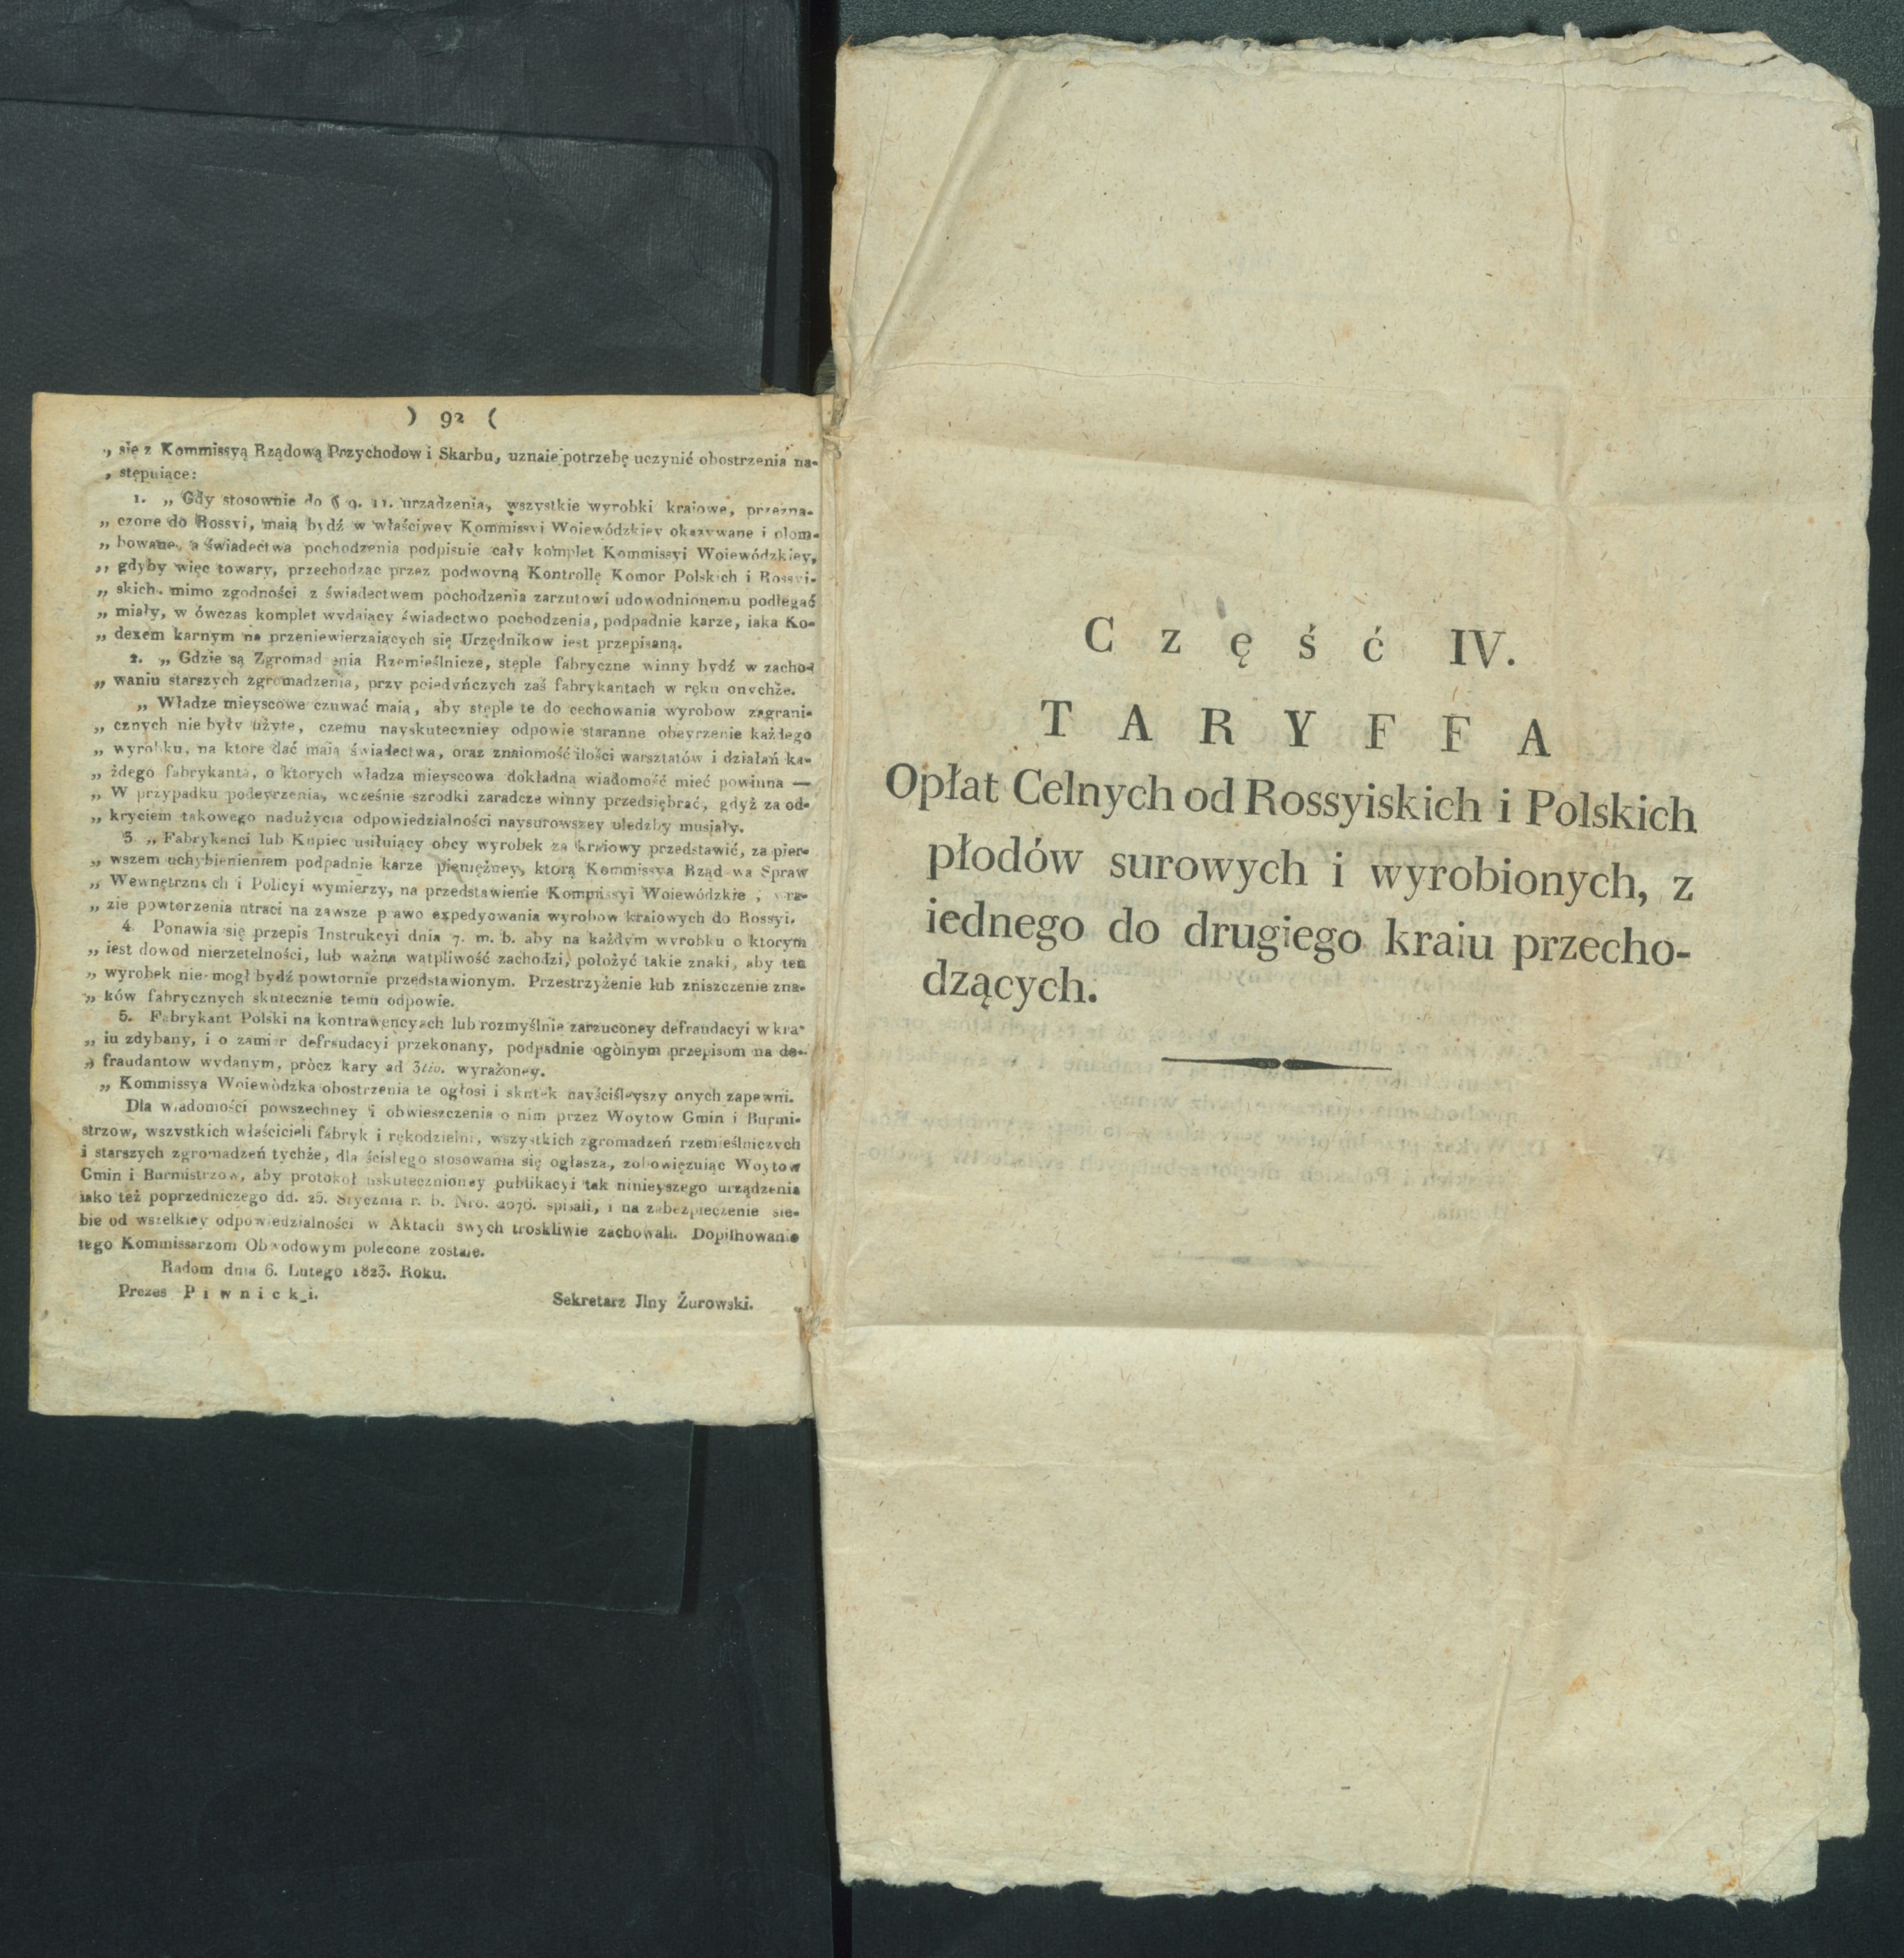 ) 92 (
„ się z Kommissyą Rządową Przychodow i Skarbu, uznaie potrzebę uczynić obostrzenia na-
„ stępuiące:
1. „ Gdy stosownie do § 9. 11. urządzenia, wszystkie wyrobki kraiowe, przezna-
„ czone do Rossyi, maią bydź w właściwey Kommissyi Woiewódzkiey okazywane i plom-
„ bowane, a świadectwa pochodzenia podpisuie cały komplet Kommissyi Woiewódzkiey,
„ gdyby więc towary, przechodząc przez podwoyną Kontrollę Komor Polskich i Rossyi-
„ skich, mimo zgodności z świadectwem pochodzenia zarzutowi udowodnionemu podlegać
„ miały, w ówczas komplet wydaiący świadectwo pochodzenia, podpadnie karze, iaka Ko-
„ dexem karnym na przeniewierzaiących się Urzędnikow iest przepisaną.
2. „ Gdzie są Zgromadzenia Rzemieślnicze, stęple fabryczne winny bydź w zacho-
„ waniu starszych zgromadzenia, przy poiedyńczych zaś fabrykantach w ręku onychże.
„ Władze mieyscowe czuwać maią, aby stęple te do cechowania wyrobow zagrani-
„ cznych nie były użyte, czemu nayskuteczniey odpowie staranne obeyrzenie każdego
„ wyrobku, na ktore dać maią świadectwa, oraz znaiomość ilości warsztatów i działań ka-
„ żdego fabrykanta, o ktorych władza mieyscowa dokładną wiadomość mieć powinna —
„ W przypadku podeyrzenia, wcześnie szrodki zaradcze winny przedsiębrać, gdyż za od-
„ kryciem takowego nadużycia odpowiedzialności naysurowszey uledzby musiały.
3 „ Fabrykanci lub Kupiec usiłuiący obcy wyrobek za kraiowy przedstawić, za pier-
„ wszem uchybienieniem podpadnie karze pieniężney, ktorą Kommissya Rządowa Spraw
„ Wewnętrznych i Policyi wymierzy, na przedstawienie Kommissyi Woiewódzkie , w ra-
„ zie powtorzenia utraci na zawsze prawo expedyowania wyrobow kraiowych do Rossyi.
4. Ponawia się przepis Instrukcyi dnia 7. m. b. aby na każdym wyrobku o ktorym
„ iest dowod nierzetelności, lub ważna watpliwość zachodzi, położyć takie znaki, aby ten
„ wyrobek nie mogł bydź powtornie przedstawionym. Przestrzyżenie lub zniszczenie zna-
„ ków fabrycznych skutecznie temu odpowie.
5. Fabrykant Polski na kontrawencyach lub rozmyślnie zarzuconey defraudacyi w kra-
„ iu zdybany, i o zamiar defraudacyi przekonany, podpadnie ogólnym przepisom na de-
„ fraudantow wydanym, prócz kary ad 3tio. wyrażoney.
„ Kommissya Woiewódzka obostrzenia te ogłosi i skutek nayściśleyszy onych zapewni.
Dla wiadomości powszechney i obwieszczenia o nim przez Woytow Gmin i Burmi-
strzow, wszystkich właścicieli fabryk i rękodzielni, wszystkich zgromadzeń rzemieślniczych
i starszych zgromadzeń tychże, dla ścisłego stosowania się ogłasza, zobowięzuiąc Woytow
Gmin i Burmistrzow, aby protokoł uskutecznioney publikacyi tak ninieyszego urządzenia
iako też poprzedniczego dd. 25. Stycznia r. b. Nro. 2076. spisali, i na zabezpieczenie sie-
bie od wszelkiey odpowiedzialności w Aktach swych troskliwie zachowali. Dopilnowanie
tego Kommissarzom Obwodowym polecone zostaie.
Radom dnia 6. Lutego 1823. Roku.
Prezes Piwnicki.
Sekretarz Jlny Żurowski.
Część IV.
TARYFFA
Opłat Celnych od Rossyiskich i Polskich
płodów surowych i wyrobionych, z
iednego do drugiego kraiu przecho-
dzących.